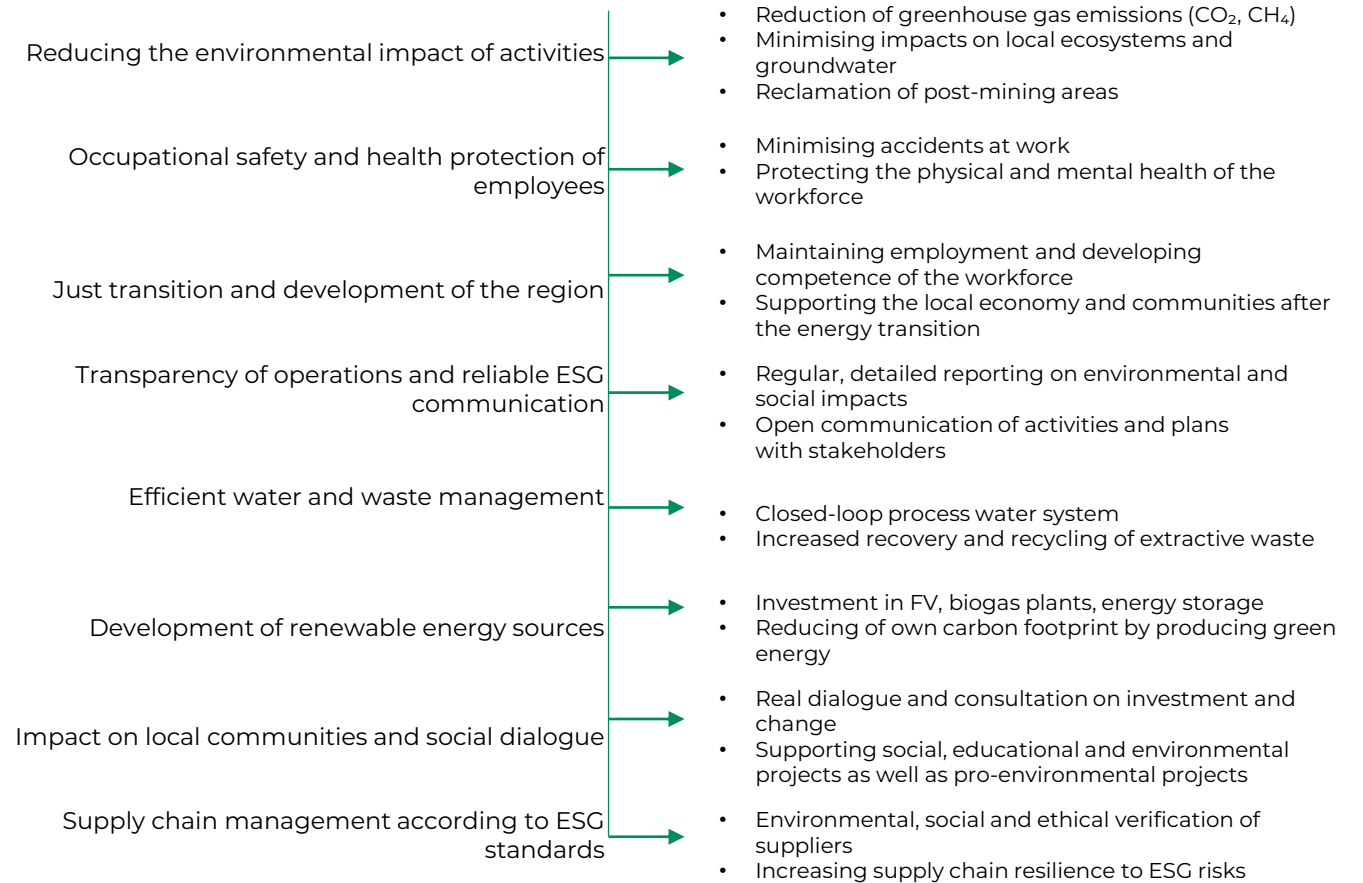 Reducing the environmental impact of activities
• Reduction of greenhouse gas emissions (CO₂, CH₄)
• Minimising impacts on local ecosystems and
groundwater
• Reclamation of post-mining areas
Occupational safety and health protection of
employees
• Minimising accidents at work
• Protecting the physical and mental health of the
workforce
Just transition and development of the region
• Maintaining employment and developing
competence of the workforce
• Supporting the local economy and communities after
the energy transition
Transparency of operations and reliable ESG
communication
• Regular, detailed reporting on environmental and
social impacts
• Open communication of activities and plans
with stakeholders
Efficient water and waste management
• Closed-loop process water system
• Increased recovery and recycling of extractive waste
Development of renewable energy sources
• Investment in FV, biogas plants, energy storage
• Reducing of own carbon footprint by producing green
energy
Impact on local communities and social dialogue
• Real dialogue and consultation on investment and
change
• Supporting social, educational and environmental
projects as well as pro-environmental projects
Supply chain management according to ESG
standards
• Environmental, social and ethical verification of
suppliers
• Increasing supply chain resilience to ESG risks